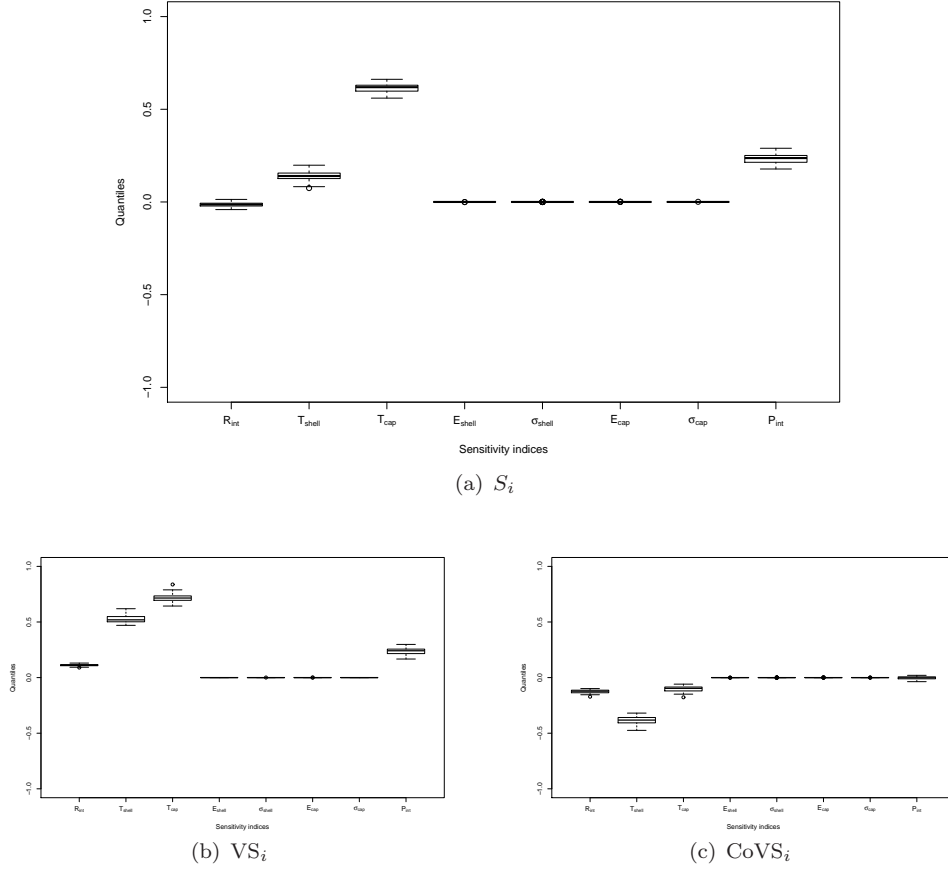 1.0
0.5
0.0
−0.5
−1.0
Quantiles
R_int T_shell T_cap E_shell σ_shell E_cap σ_cap P_int
Sensitivity indices
(a) S_i
1.0
0.5
0.0
−0.5
−1.0
Quantiles
R_int T_shell T_cap E_shell σ_shell E_cap σ_cap P_int
Sensitivity indices
(b) VS_i
1.0
0.5
0.0
−0.5
−1.0
Quantiles
R_int T_shell T_cap E_shell σ_shell E_cap σ_cap P_int
Sensitivity indices
(c) CoVS_i